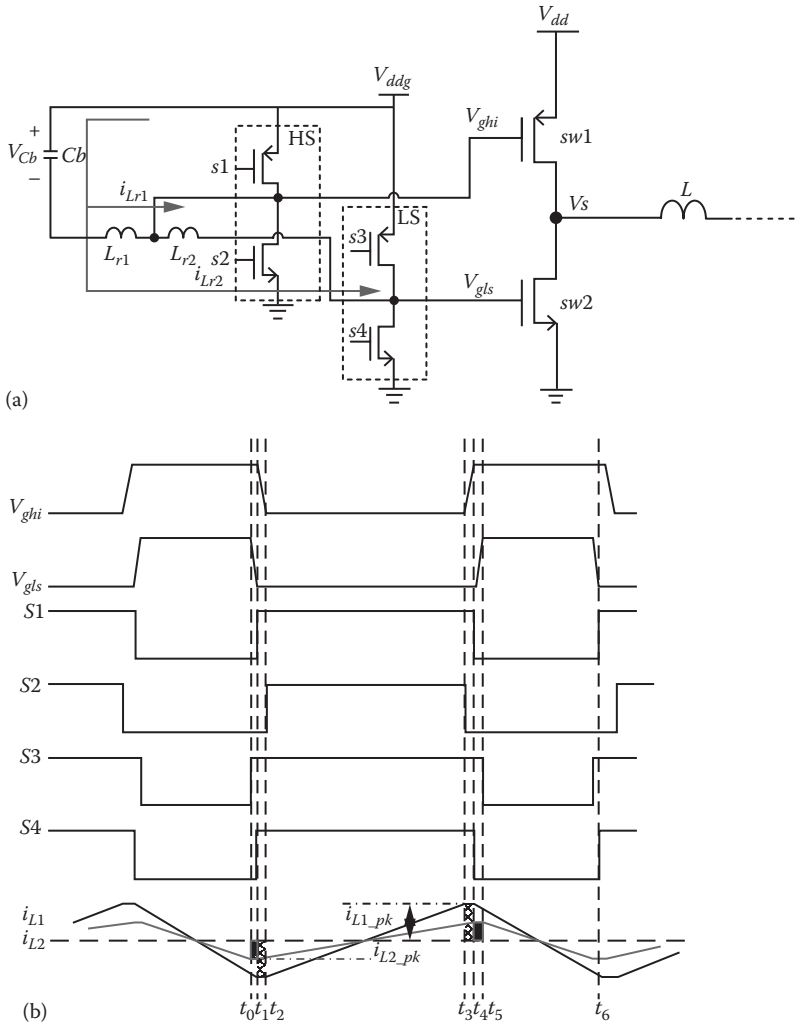 V_dd
V_ddg
HS
V_ghi
sw1
+
V_Cb Cb
−
s1
i_Lr1
Vs
L
LS
s3
L_r1
L_r2
s2
i_Lr2
V_gls
sw2
s4
(a)
V_ghi
V_gls
S1
S2
S3
S4
i_L1
i_L1_pk
i_L2
i_L2_pk
(b)
t_0 t_1 t_2 t_3 t_4 t_5 t_6